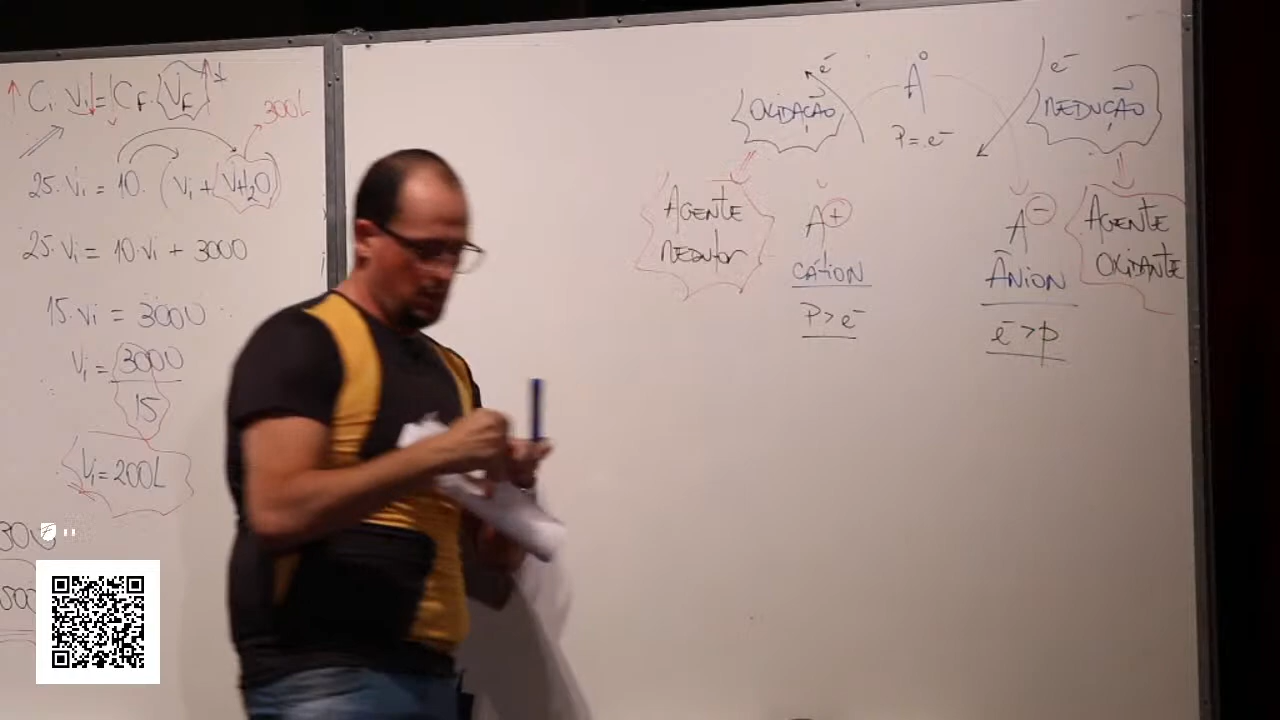 Ci. Vi = CF. VF
300L
25. Vi = 10. (Vi + VH2O)
25. Vi = 10. Vi + 3000
15. Vi = 3000
Vi = 3000
15
Vi = 200L
e⁻
OXIDAÇÃO
A⁰
P = e⁻
e⁻
REDUÇÃO
AGENTE
REDUTOR
A⁺
CÁTION
P > e⁻
A⁻
ÂNION
e⁻ > p
AGENTE
OXIDANTE